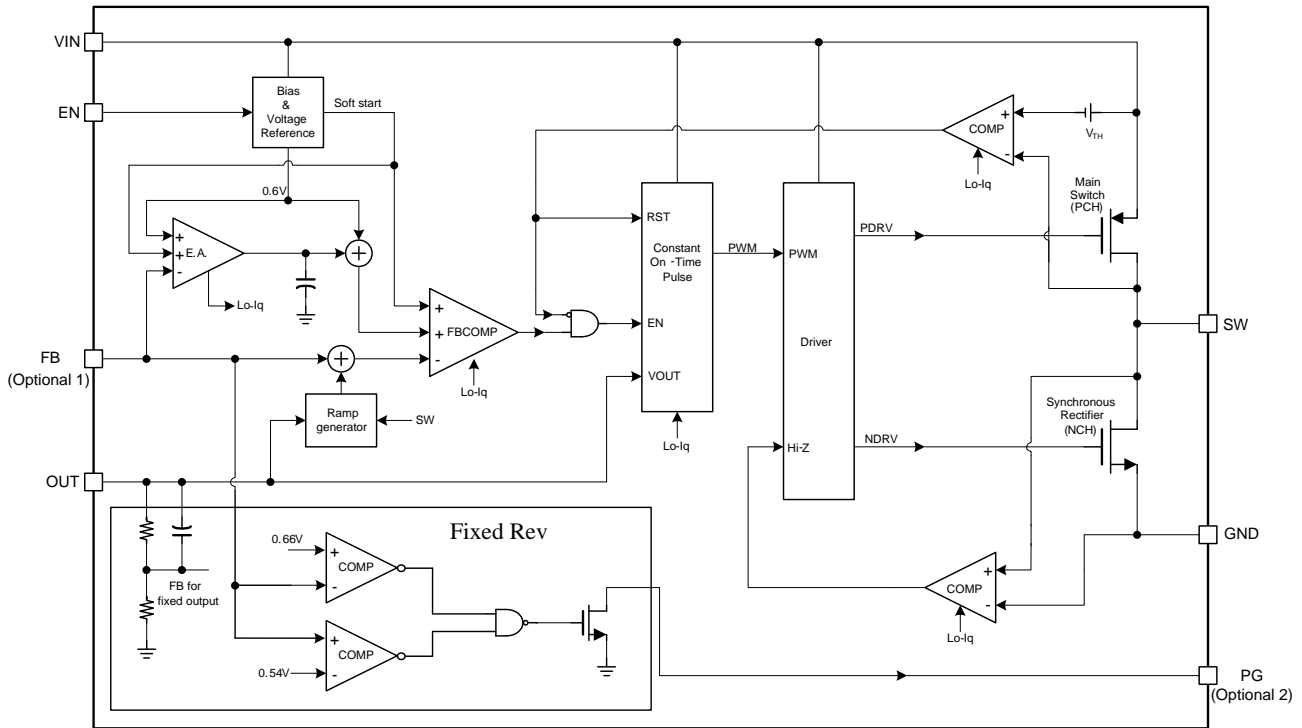 VIN
EN
Bias
&
Voltage
Reference
Soft start
0.6V
+
+
-
E.A.
Lo-Iq
+
FB
(Optional 1)
+
Ramp
generator
SW
+
+
-
FBCOMP
Lo-Iq
RST
Constant
On -Time
Pulse
EN
VOUT
Lo-Iq
PWM
PWM
Driver
Hi-Z
PDRV
NDRV
COMP
+
-
Lo-Iq
VTH
Main
Switch
(PCH)
SW
Synchronous
Rectifier
(NCH)
GND
COMP
+
-
Lo-Iq
OUT
FB for
fixed output
Fixed Rev
0.66V
+
-
COMP
+
-
COMP
0.54V
PG
(Optional 2)